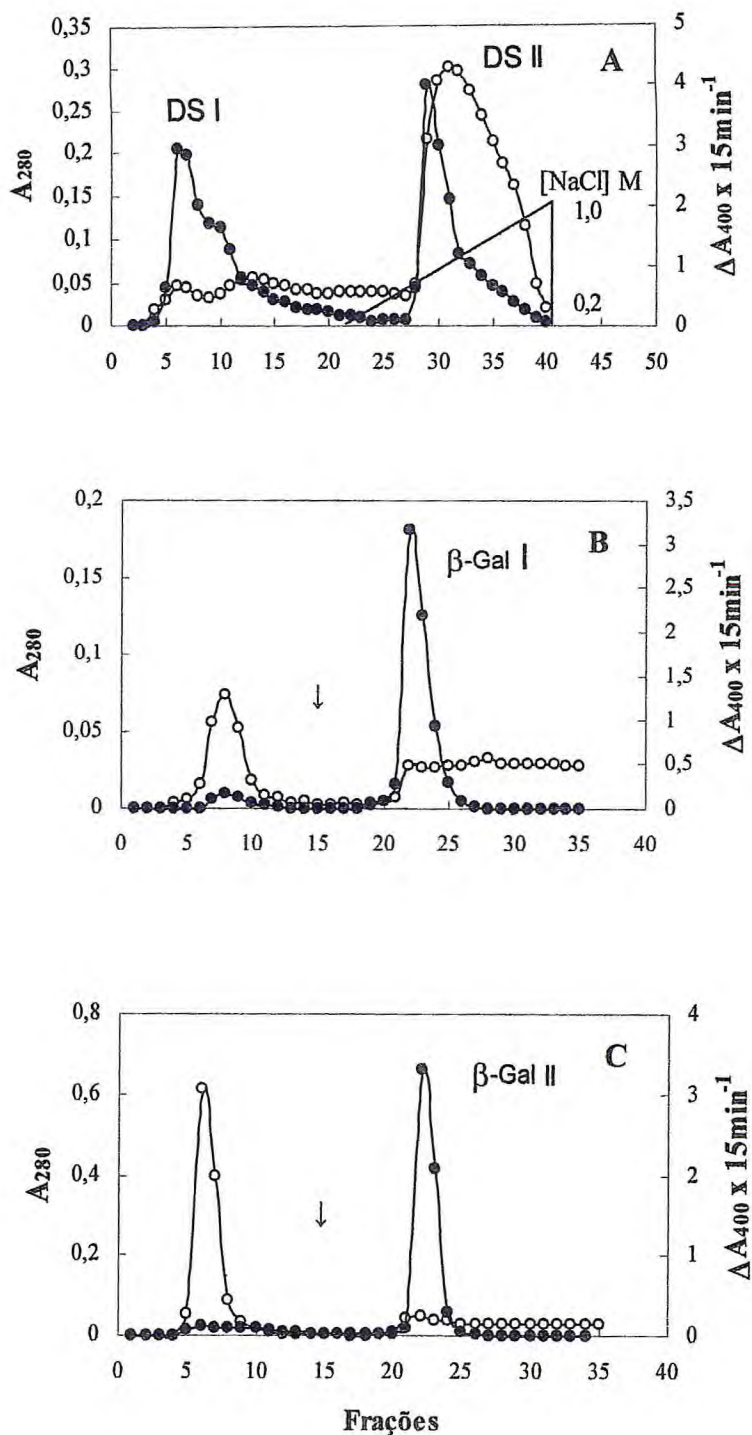 0,35
0,3
0,25
0,2
0,15
0,1
0,05
0
A₂₈₀
DS I
DS II
A
[NaCl] M
1,0
0,2
5
4
3
2
1
0
ΔA₄₀₀ x 15min⁻¹
0 5 10 15 20 25 30 35 40 45 50
0,2
0,15
0,1
0,05
0
A₂₈₀
β-Gal I
B
↓
3,5
3
2,5
2
1,5
1
0,5
0
ΔA₄₀₀ x 15min⁻¹
0 5 10 15 20 25 30 35 40
0,8
0,6
0,4
0,2
0
A₂₈₀
β-Gal II
C
↓
4
3
2
1
0
ΔA₄₀₀ x 15min⁻¹
0 5 10 15 20 25 30 35 40
Frações